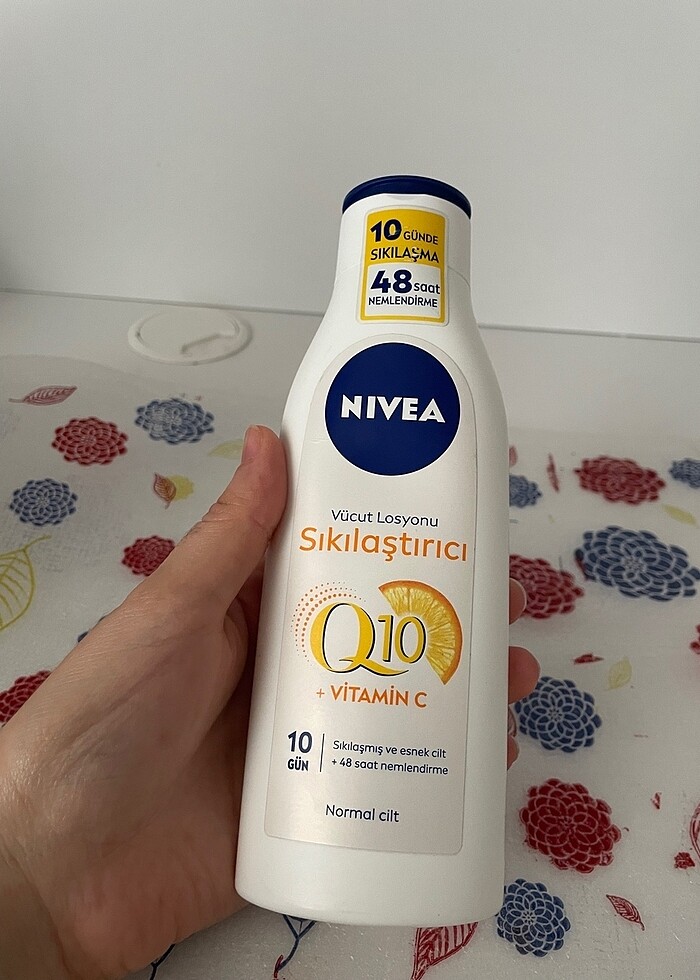 10 GÜNDE
SIKILAŞMA
48 saat
NEMLENDİRME
NIVEA
Vücut Losyonu
Sıkılaştırıcı
Q10
+ VİTAMİN C
10
GÜN
Sıkılaşmış ve esnek cilt
+ 48 saat nemlendirme
Normal cilt